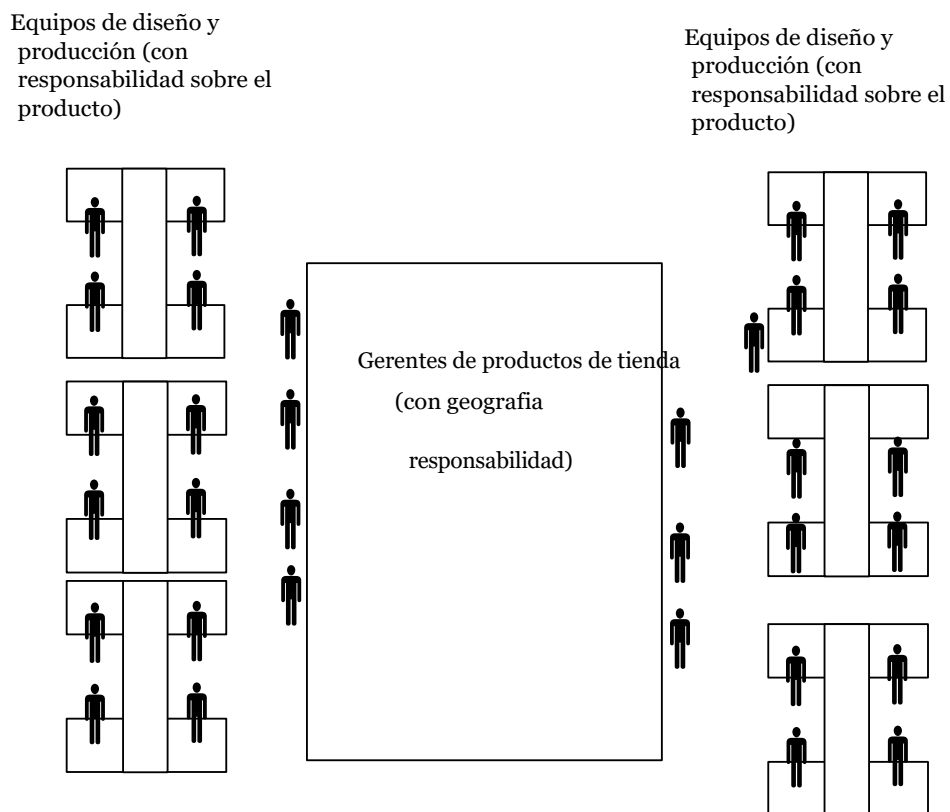 Equipos de diseño y
producción (con
responsabilidad sobre el
producto)
Equipos de diseño y
producción (con
responsabilidad sobre el
producto)
Gerentes de productos de tienda
(con geografia
responsabilidad)